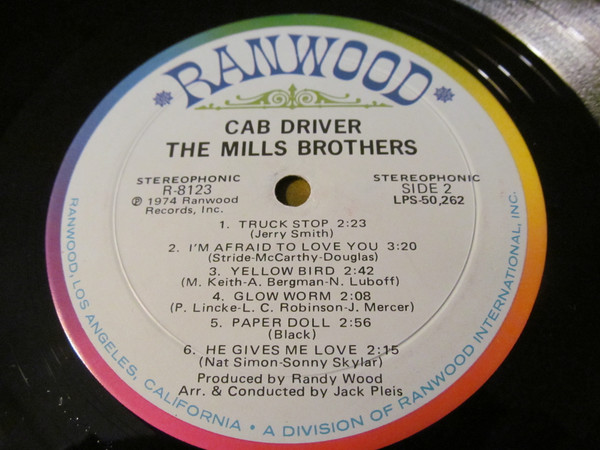 RANWOOD
CAB DRIVER
THE MILLS BROTHERS
STEREOPHONIC
R-8123
℗ 1974 Ranwood
Records, Inc.
STEREOPHONIC
SIDE 2
LPS-50,262
1. TRUCK STOP 2:23
(Jerry Smith)
2. I'M AFRAID TO LOVE YOU 3:20
(Stride-McCarthy-Douglas)
3. YELLOW BIRD 2:42
(M. Keith-A. Bergman-N. Luboff)
4. GLOW WORM 2:08
(P. Lincke-L. C. Robinson-J. Mercer)
5. PAPER DOLL 2:56
(Black)
6. HE GIVES ME LOVE 2:15
(Nat Simon-Sonny Skylar)
Produced by Randy Wood
Arr. & Conducted by Jack Pleis
RANWOOD, LOS ANGELES, CALIFORNIA • A DIVISION OF RANWOOD INTERNATIONAL, INC.